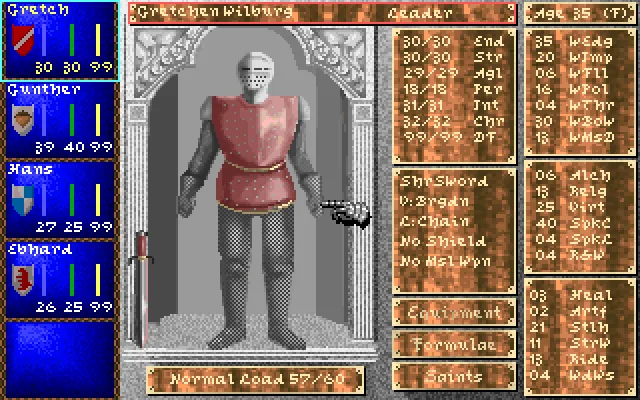 Gretch
30 30 99
Gunther
39 40 99
Hans
27 25 99
Ebhard
26 25 99
Gretchen Wilburg Leader
Normal Load 57/60
30/30 End
30/30 Str
29/29 Agl
18/18 Per
31/31 Int
32/32 Chr
99/99 DF
ShrSword
V:Brgan
L:Chain
No Shield
No MslWpn
Equipment
Formulae
Saints
Age 35 (F)
35 WEdg
20 WImp
06 WFll
16 WPol
04 WThr
30 WBow
13 WMsD
06 Alch
13 Relg
25 Virt
40 SpkC
04 SpkL
04 R&W
03 Heal
02 Artf
21 Stlh
11 StrW
13 Ride
04 WdWs